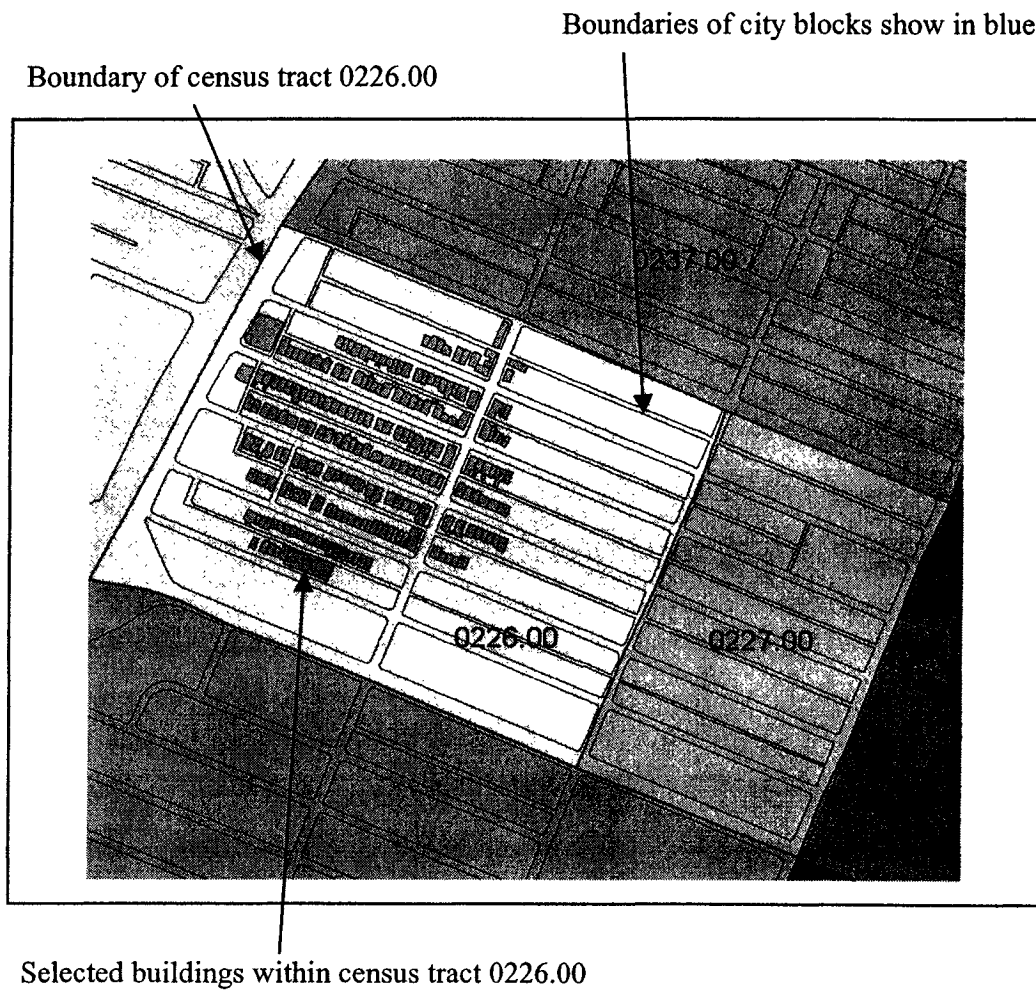 Boundaries of city blocks show in blue
Boundary of census tract 0226.00
0237.00
0226.00
0227.00
Selected buildings within census tract 0226.00